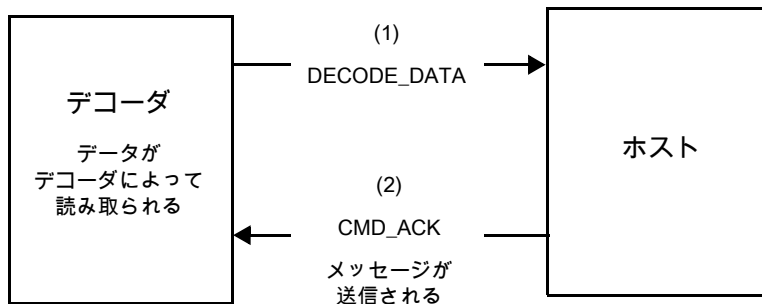 デコーダ
データが
デコーダによって
読み取られる
(1)
DECODE_DATA
(2)
CMD_ACK
メッセージが
送信される
ホスト